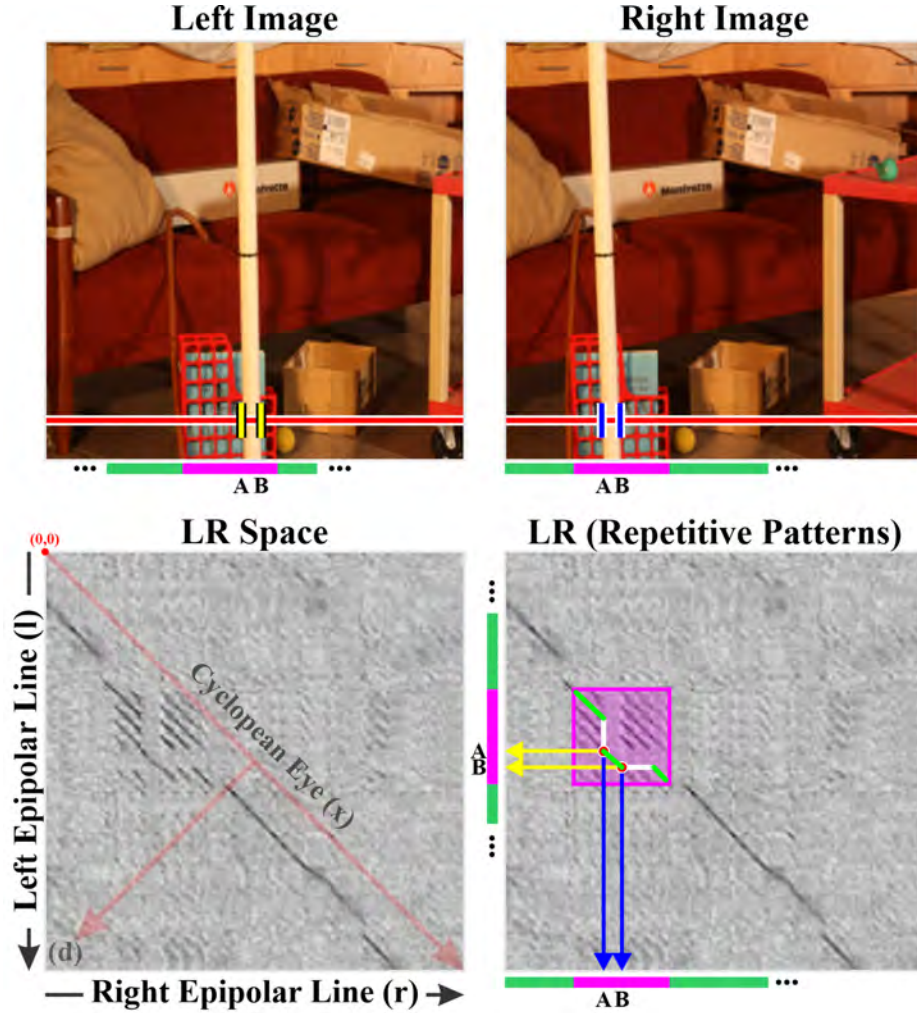 Left Image
Right Image
Manfrotto
Manfrotto
...
...
A B
...
A B
LR Space
LR (Repetitive Patterns)
(0,0)
Left Epipolar Line (l)
Cyclopean Eye (x)
(d)
Right Epipolar Line (r)
...
A
B
...
...
A B